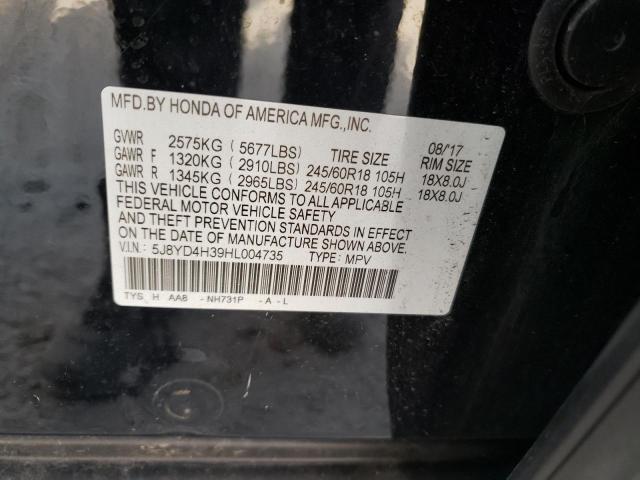 MFD.BY HONDA OF AMERICA MFG.,INC.
08/17
GVWR 2575KG ( 5677LBS) TIRE SIZE RIM SIZE
GAWR F 1320KG ( 2910LBS) 245/60R18 105H 18X8.0J
GAWR R 1345KG ( 2965LBS) 245/60R18 105H 18X8.0J
THIS VEHICLE CONFORMS TO ALL APPLICABLE
FEDERAL MOTOR VEHICLE SAFETY
AND THEFT PREVENTION STANDARDS IN EFFECT
ON THE DATE OF MANUFACTURE SHOWN ABOVE.
V.I.N.: 5J8YD4H39HL004735 TYPE: MPV
TYS H AAB - NH731P - A - L